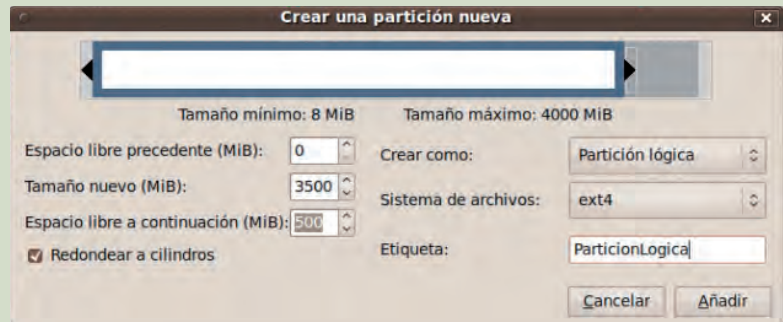 Crear una partición nueva
Tamaño mínimo: 8 MiB Tamaño máximo: 4000 MiB
Espacio libre precedente (MiB): 0
Crear como: Partición lógica
Tamaño nuevo (MiB): 3500
Sistema de archivos: ext4
Espacio libre a continuación (MiB): 500
Redondear a cilindros
Etiqueta: ParticionLogica
Cancelar Añadir